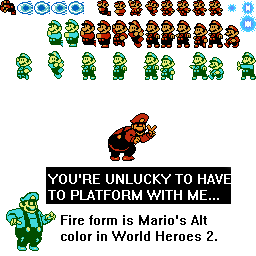 YOU'RE UNLUCKY TO HAVE
TO PLATFORM WITH ME...
Fire form is Mario's Alt
color in World Heroes 2.